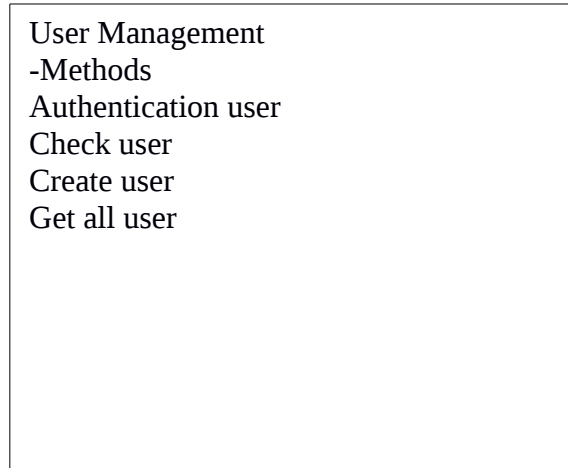 User Management
-Methods
Authentication user
Check user
Create user
Get all user